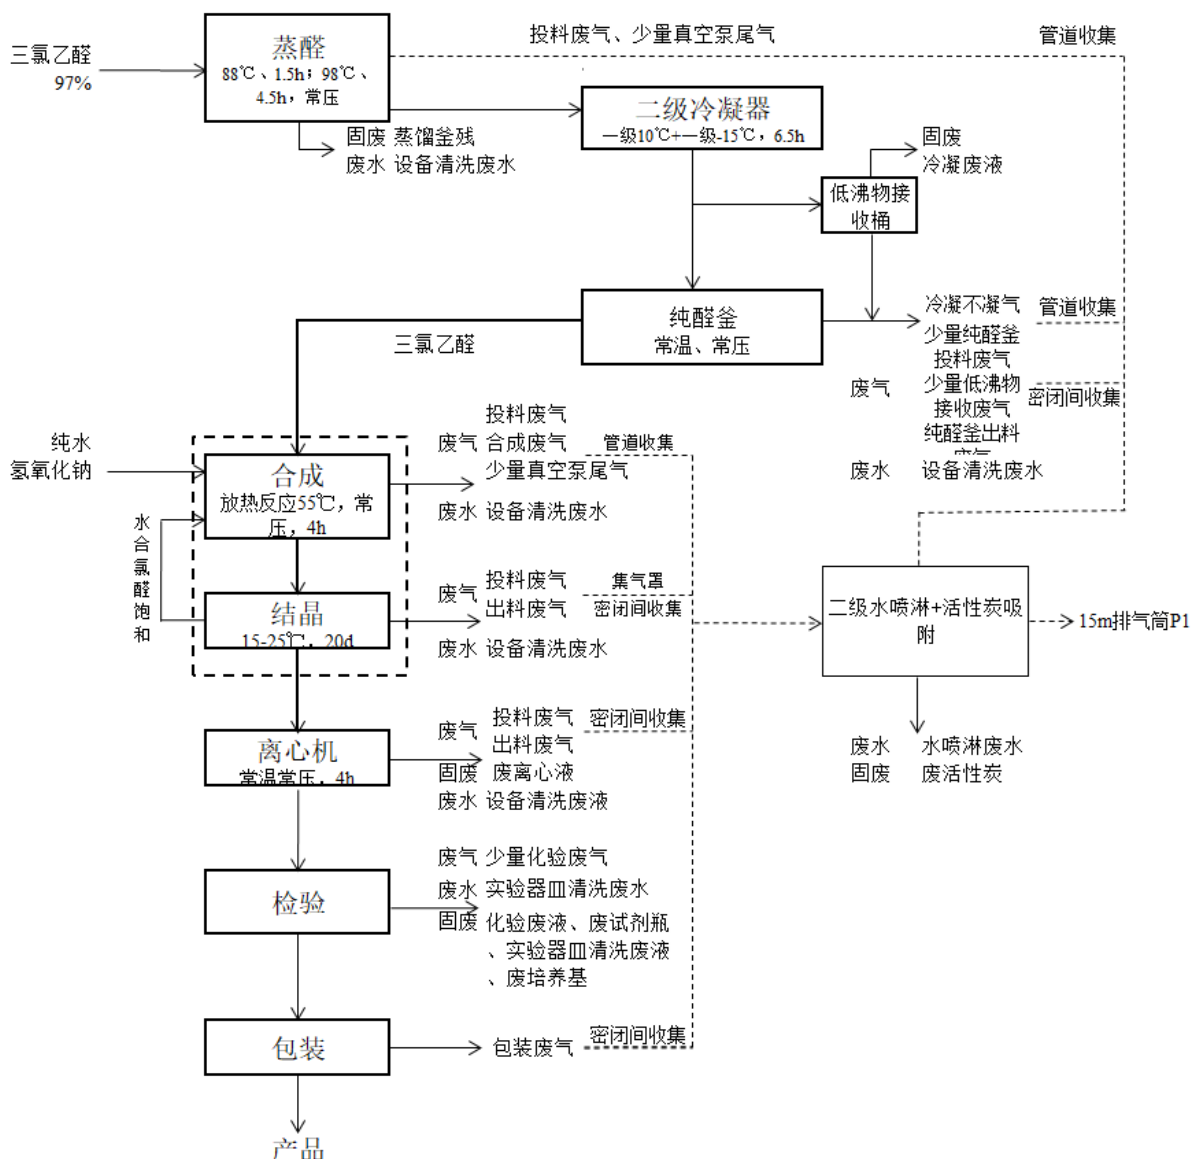 三氯乙醛
97%
蒸醛
88℃、1.5h；98℃、
4.5h，常压
投料废气、少量真空泵尾气
管道收集
固废 蒸馏釜残
废水 设备清洗废水
二级冷凝器
一级10℃+一级-15℃，6.5h
固废
冷凝废液
低沸物接
收桶
纯醛釜
常温、常压
三氯乙醛
冷凝不凝气
管道收集
少量纯醛釜
投料废气
废气
少量低沸物
接收废气
密闭间收集
纯醛釜出料
废水 设备清洗废水
纯水
氢氧化钠
合成
放热反应55℃，常
压，4h
投料废气
废气 合成废气
管道收集
少量真空泵尾气
废水 设备清洗废水
水合氯醛饱和
结晶
15-25℃，20d
废气
投料废气
集气罩
出料废气
密闭间收集
废水 设备清洗废水
二级水喷淋+活性炭吸
附
15m排气筒P1
废水 水喷淋废水
固废 废活性炭
离心机
常温常压，4h
废气
投料废气
密闭间收集
出料废气
固废 废离心液
废水 设备清洗废液
检验
废气 少量化验废气
废水 实验器皿清洗废水
固废 化验废液、废试剂瓶
、实验器皿清洗废液
、废培养基
包装
包装废气
密闭间收集
产品